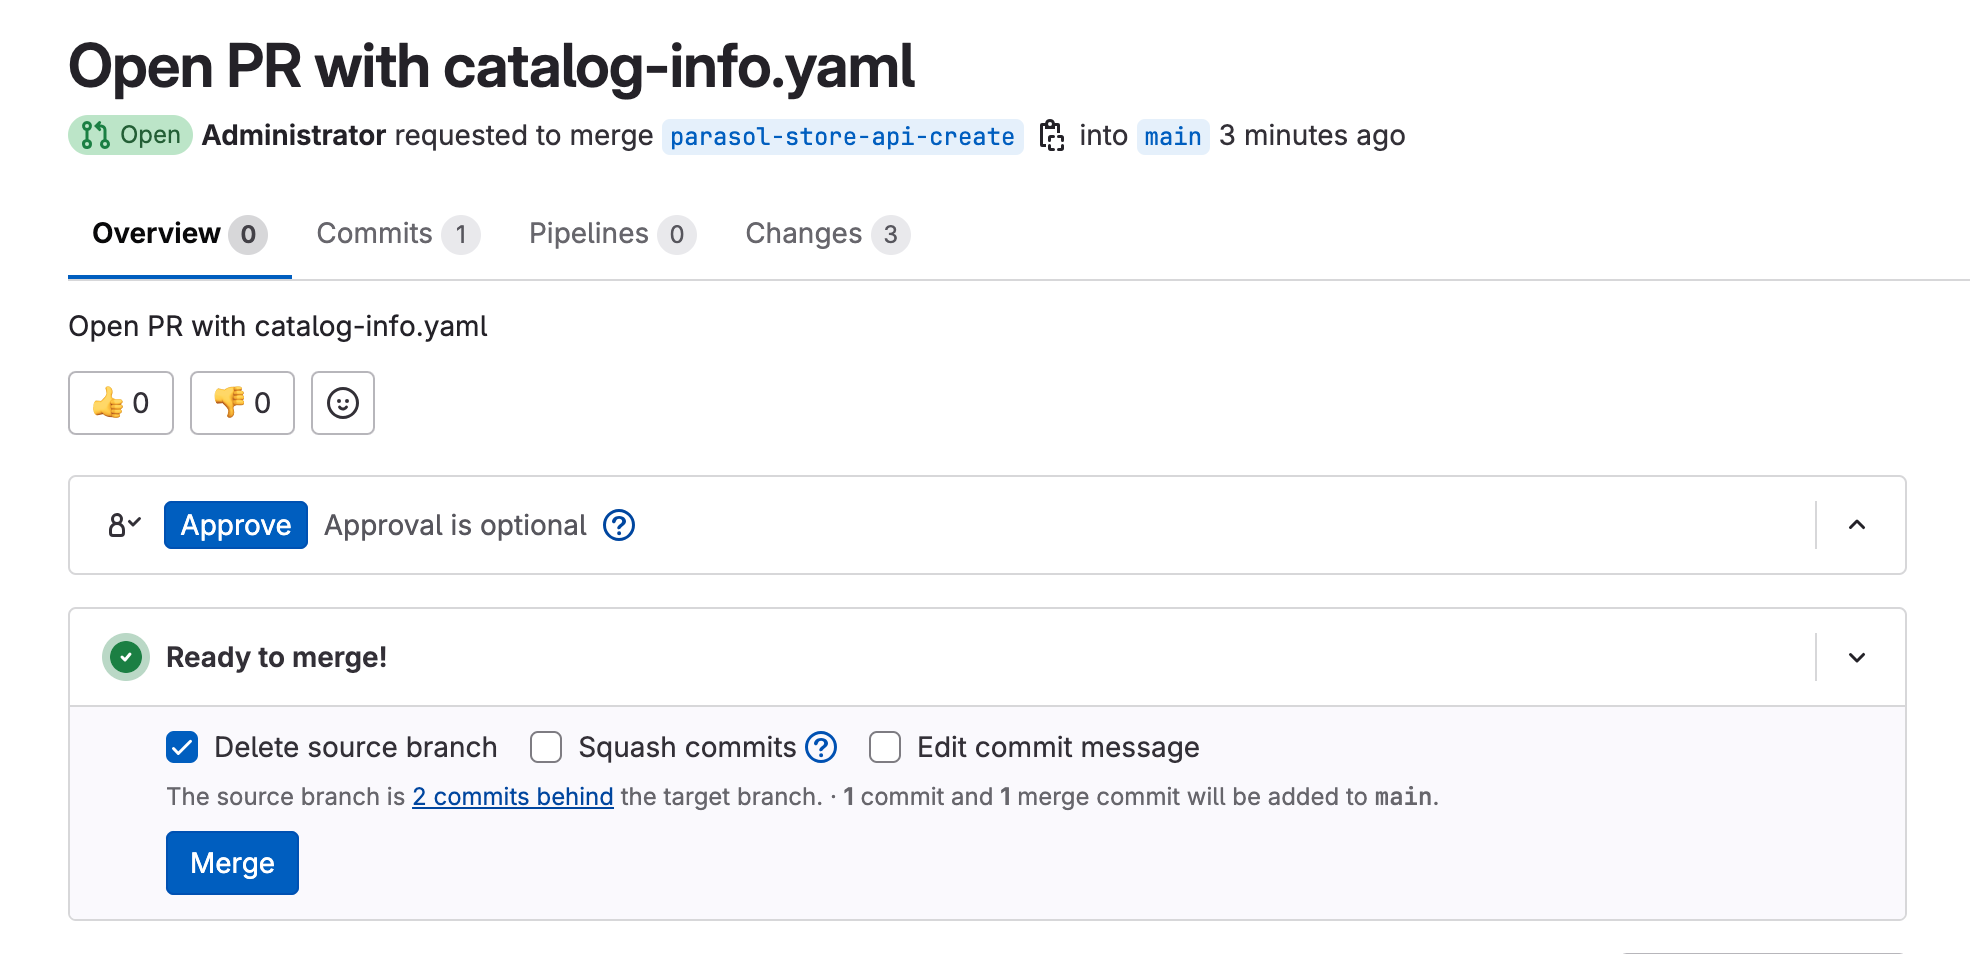 Open PR with catalog-info.yaml
Open Administrator requested to merge parasol-store-api-create into main 3 minutes ago
Overview 0 Commits 1 Pipelines 0 Changes 3
Open PR with catalog-info.yaml
👍 0 👎 0
Approve Approval is optional
Ready to merge!
Delete source branch Squash commits Edit commit message
The source branch is 2 commits behind the target branch. · 1 commit and 1 merge commit will be added to main.
Merge